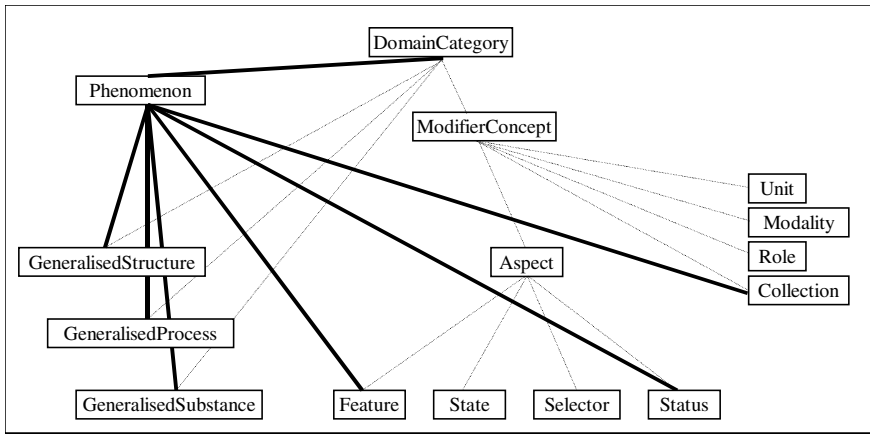 DomainCategory
Phenomenon
ModifierConcept
Unit
Modality
Role
Collection
GeneralisedStructure
Aspect
GeneralisedProcess
GeneralisedSubstance
Feature
State
Selector
Status